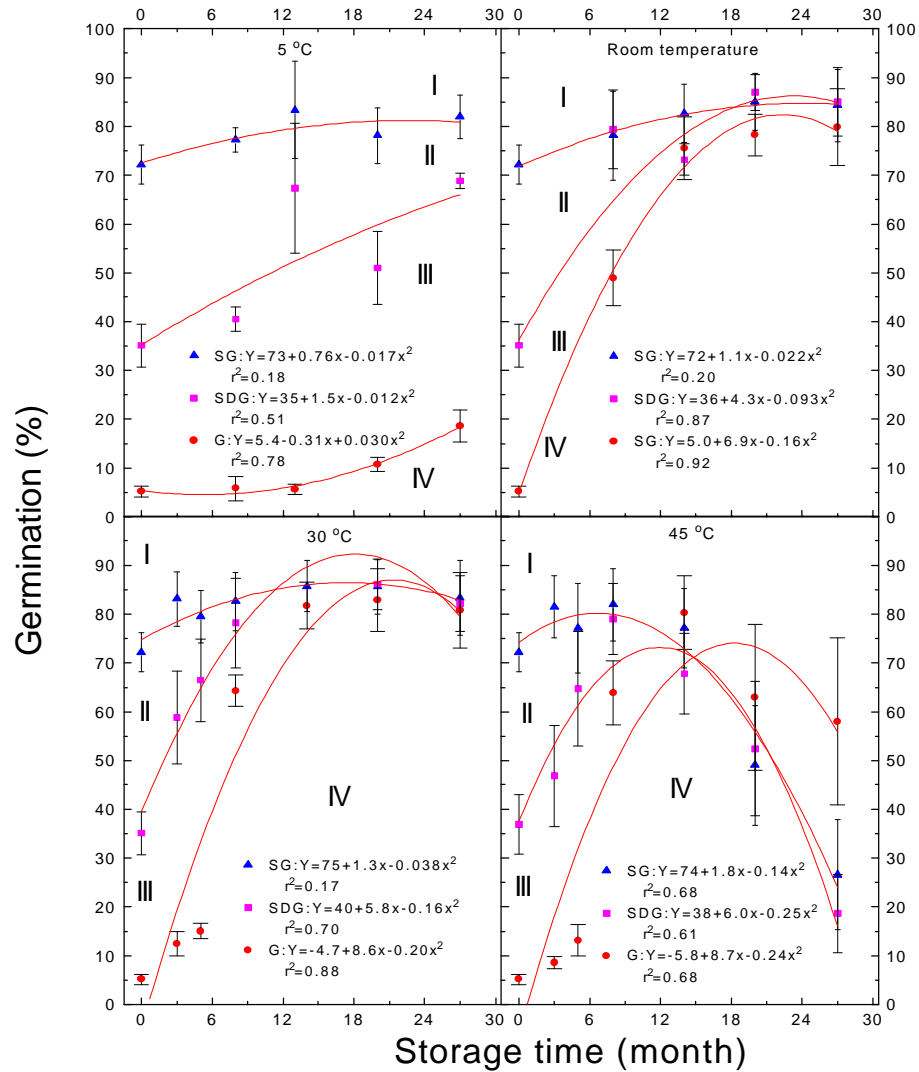 0 6 12 18 24 30 0 6 12 18 24 30
100
90
80
70
60
50
40
30
20
10
0
5 °C
I
II
III
SG:Y=73+0.76x-0.017x²
r²=0.18
SDG:Y=35+1.5x-0.012x²
r²=0.51
G:Y=5.4-0.31x+0.030x²
r²=0.78
IV
Room temperature
I
II
III
IV
SG:Y=72+1.1x-0.022x²
r²=0.20
SDG:Y=36+4.3x-0.093x²
r²=0.87
SG:Y=5.0+6.9x-0.16x²
r²=0.92
100
90
80
70
60
50
40
30
20
10
0
Germination (%)
90
80
70
60
50
40
30
20
10
0
30 °C
I
II
III
IV
SG:Y=75+1.3x-0.038x²
r²=0.17
SDG:Y=40+5.8x-0.16x²
r²=0.70
G:Y=-4.7+8.6x-0.20x²
r²=0.88
45 °C
I
II
III
IV
SG:Y=74+1.8x-0.14x²
r²=0.68
SDG:Y=38+6.0x-0.25x²
r²=0.61
G:Y=-5.8+8.7x-0.24x²
r²=0.68
90
80
70
60
50
40
30
20
10
0
0 6 12 18 24 30 0 6 12 18 24 30
Storage time (month)